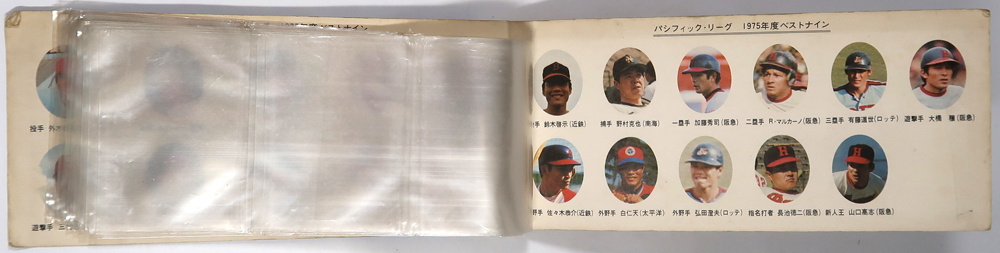 パシフィック・リーグ　1975年度ベストナイン
投手 外木
手 鈴木啓示(近鉄)
捕手 野村克也(南海)
一塁手 加藤秀司(阪急)
二塁手 R・マルカーノ(阪急)
三塁手 有藤道世(ロッテ)
遊撃手 大橋 穣(阪急)
遊撃手 三
野手 佐々木恭介(近鉄)
外野手 白仁天(太平洋)
外野手 弘田澄夫(ロッテ)
指名打者 長池徳二(阪急)
新人王 山口高志(阪急)